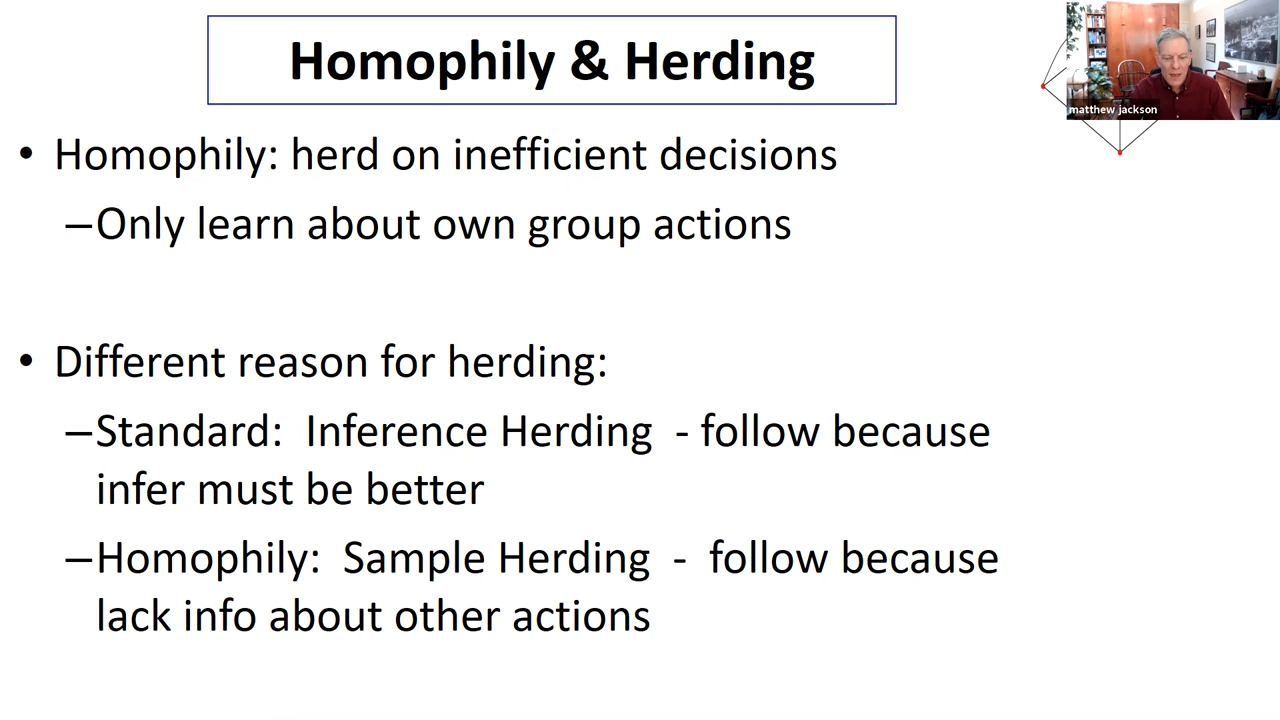 Homophily & Herding
matthew jackson
• Homophily: herd on inefficient decisions
–Only learn about own group actions
• Different reason for herding:
–Standard: Inference Herding - follow because
infer must be better
–Homophily: Sample Herding - follow because
lack info about other actions